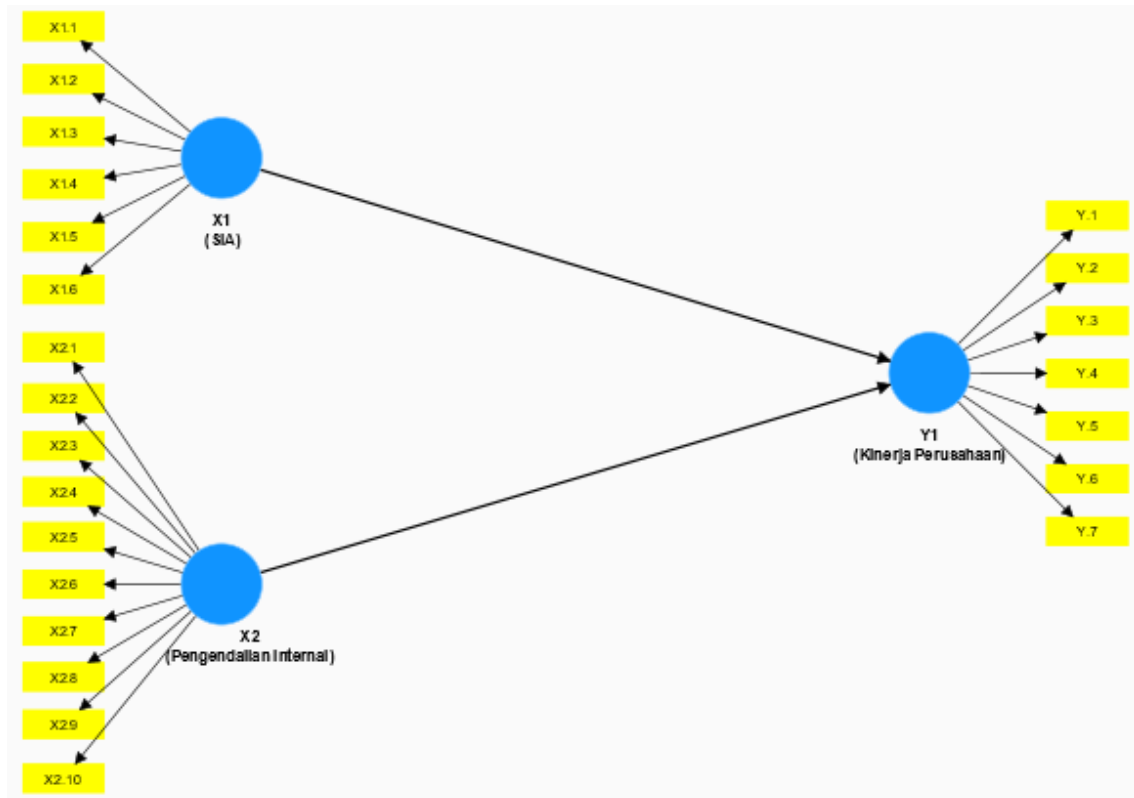 X1.1
X1.2
X1.3
X1.4
X1.5
X1.6
X1
(SIA)
X2.1
X2.2
X2.3
X2.4
X2.5
X2.6
X2.7
X2.8
X2.9
X2.10
X2
(Pengendalian Internal)
Y.1
Y.2
Y.3
Y.4
Y.5
Y.6
Y.7
Y1
(Kinerja Perusahaan)